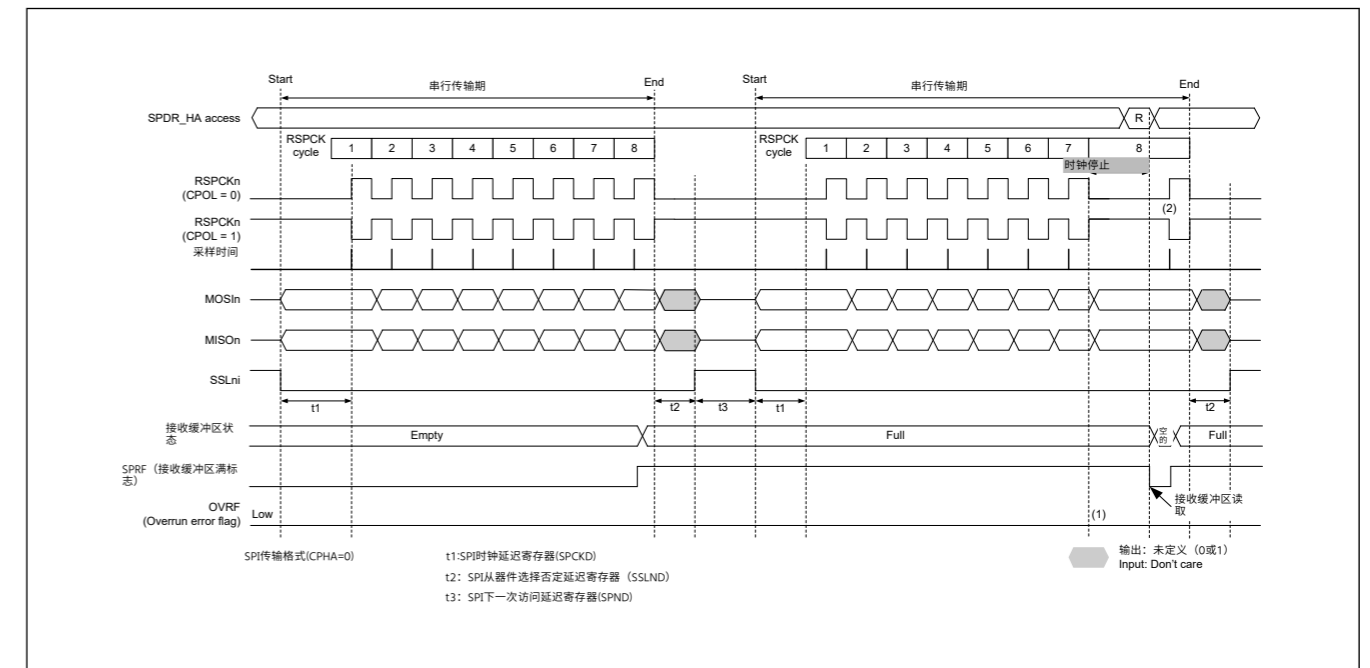 Start
串行传输期
End
Start
串行传输期
End
SPDR_HA access
R
RSPCK
cycle
1 2 3 4 5 6 7 8
RSPCK
cycle
1 2 3 4 5 6 7 8
时钟停止
RSPCKn
(CPOL = 0)
(2)
RSPCKn
(CPOL = 1)
采样时间
MOSIn
MISOn
SSLni
t1
t2
t3
t1
t2
接收缓冲区状
态
Empty
Full
空的
Full
SPRF（接收缓冲区满标
志）
接收缓冲区读
取
OVRF
(Overrun error flag)
Low
(1)
SPI传输格式(CPHA=0)
t1:SPI时钟延迟寄存器(SPCKD)
t2：SPI从器件选择否定延迟寄存器（SSLND）
t3：SPI下一次访问延迟寄存器(SPND)
输出：未定义（0或1）
Input: Don't care